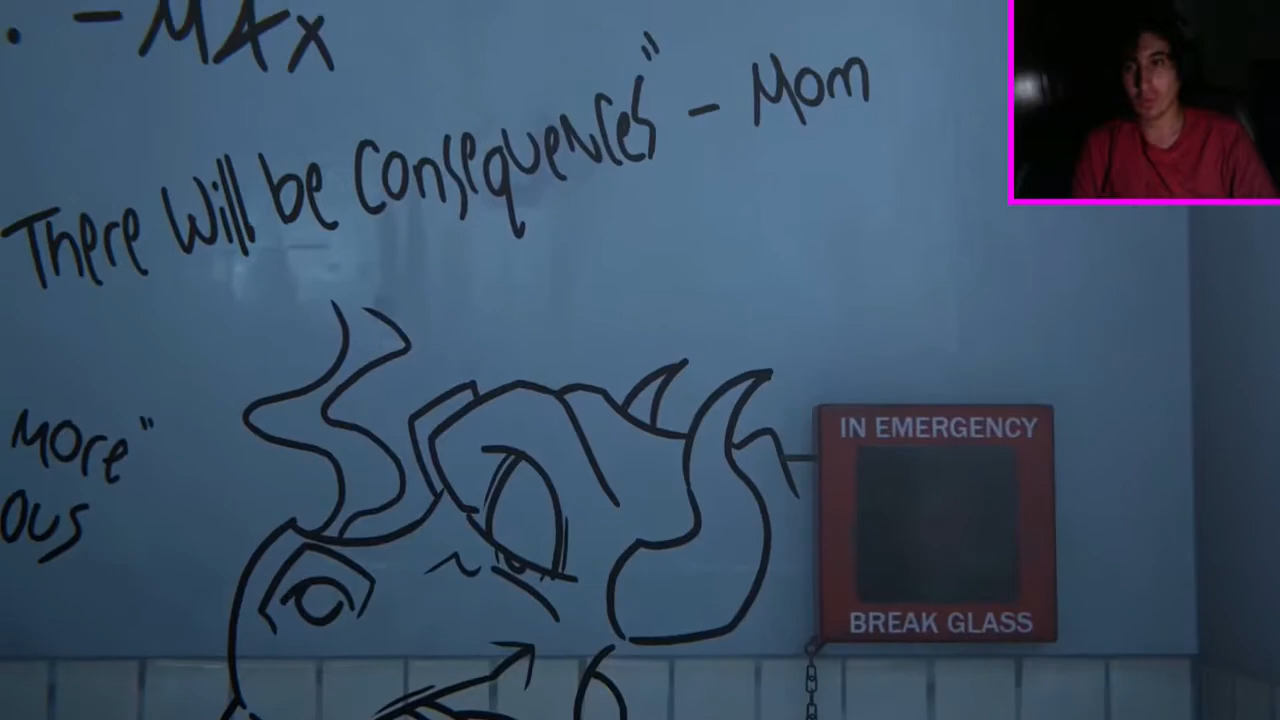 . - MAX
There Will be Consequences" - Mom
More"
ous
IN EMERGENCY
BREAK GLASS